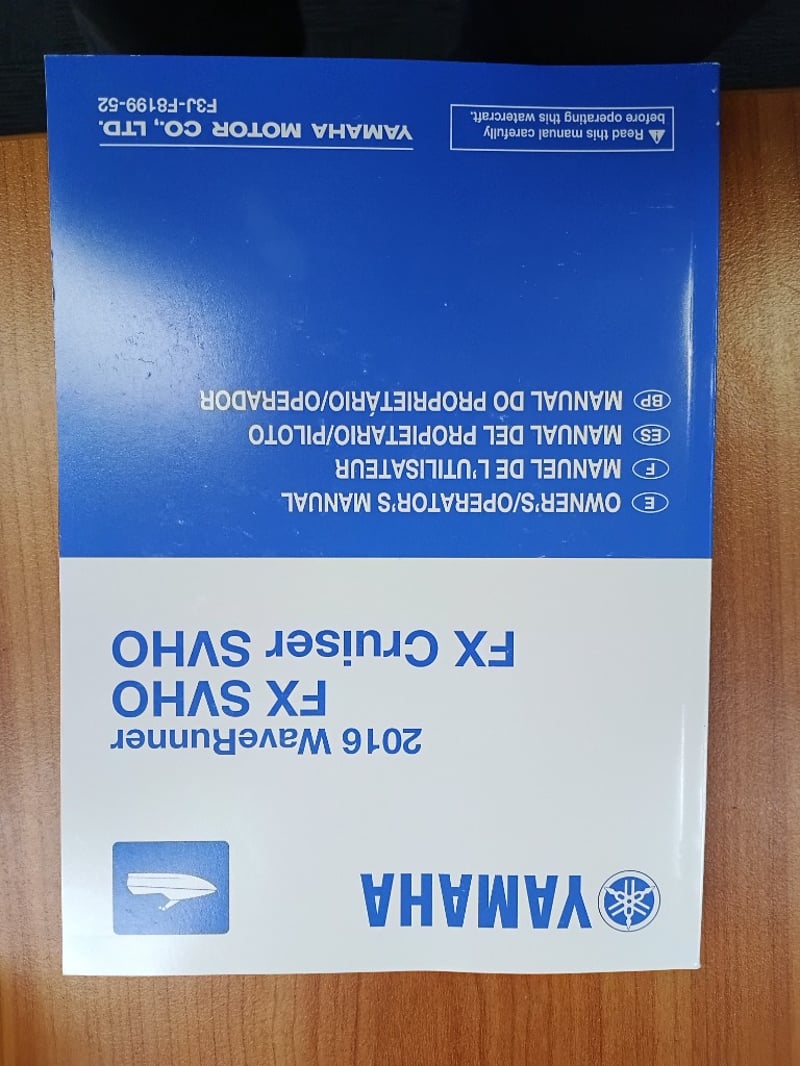 YAMAHA
2016 WaveRunner
FX SVHO
FX Cruiser SVHO
E OWNER'S/OPERATOR'S MANUAL
F MANUEL DE L'UTILISATEUR
ES MANUAL DEL PROPIETARIO/PILOTO
BP MANUAL DO PROPRIETÁRIO/OPERADOR
Read this manual carefully
before operating this watercraft.
YAMAHA MOTOR CO., LTD.
F3J-F8199-52